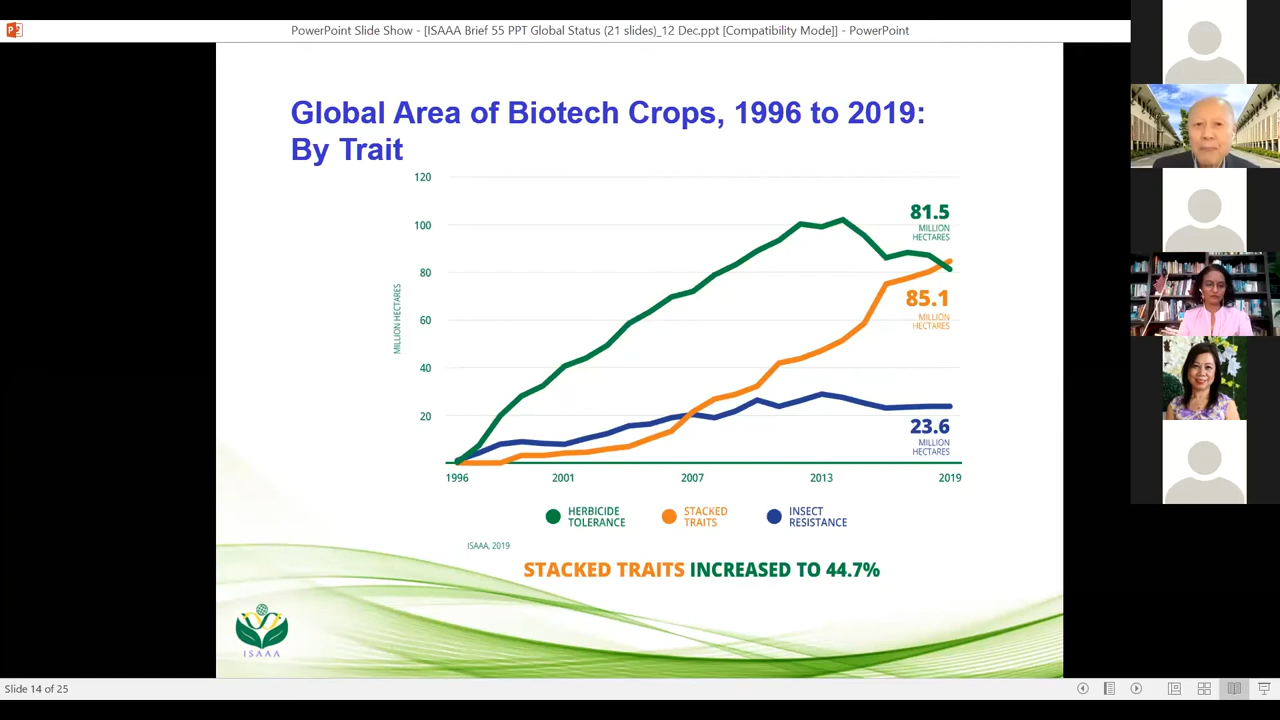 PowerPoint Slide Show - [ISAAA Brief 55 PPT Global Status (21 slides)_12 Dec.ppt [Compatibility Mode]] - PowerPoint
Global Area of Biotech Crops, 1996 to 2019:
By Trait
120
100
80
60
40
20
MILLION HECTARES
81.5
MILLION
HECTARES
85.1
MILLION
HECTARES
23.6
MILLION
HECTARES
1996 2001 2007 2013 2019
HERBICIDE
TOLERANCE
STACKED
TRAITS
INSECT
RESISTANCE
ISAAA, 2019
STACKED TRAITS INCREASED TO 44.7%
ISAAA
Slide 14 of 25